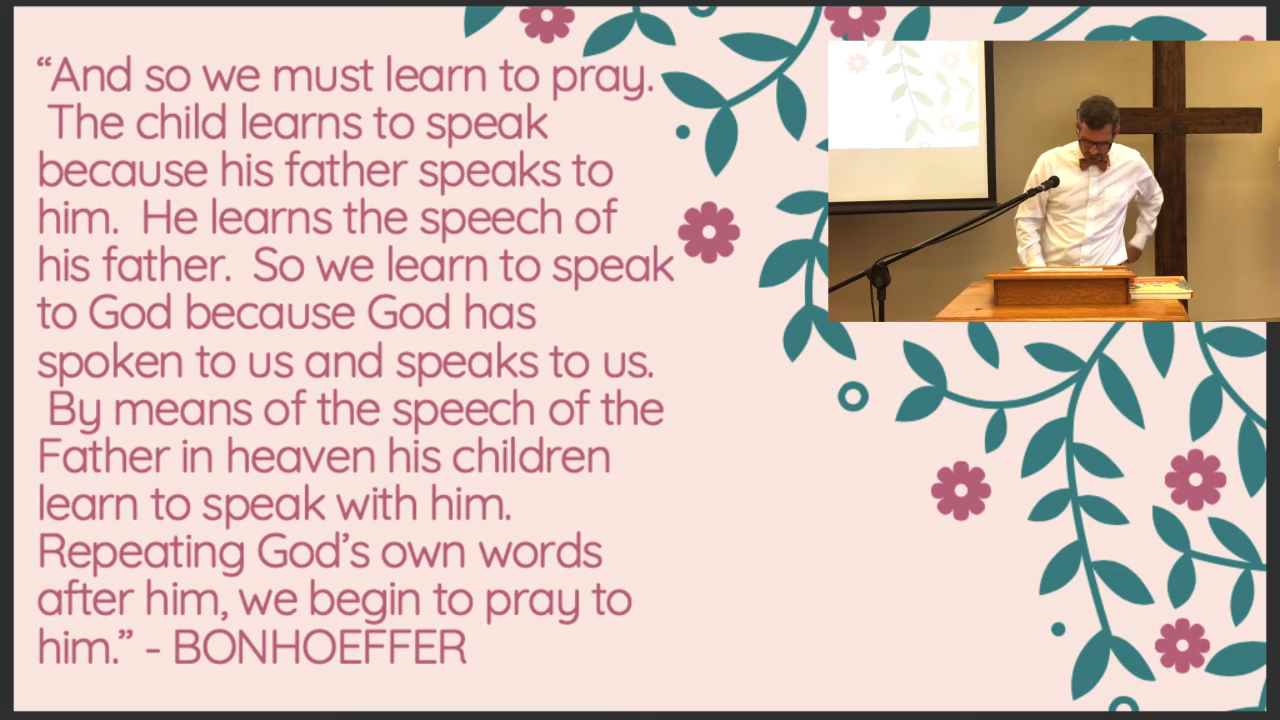 “And so we must learn to pray.
The child learns to speak
because his father speaks to
him.  He learns the speech of
his father.  So we learn to speak
to God because God has
spoken to us and speaks to us.
By means of the speech of the
Father in heaven his children
learn to speak with him.
Repeating God’s own words
after him, we begin to pray to
him.” - BONHOEFFER